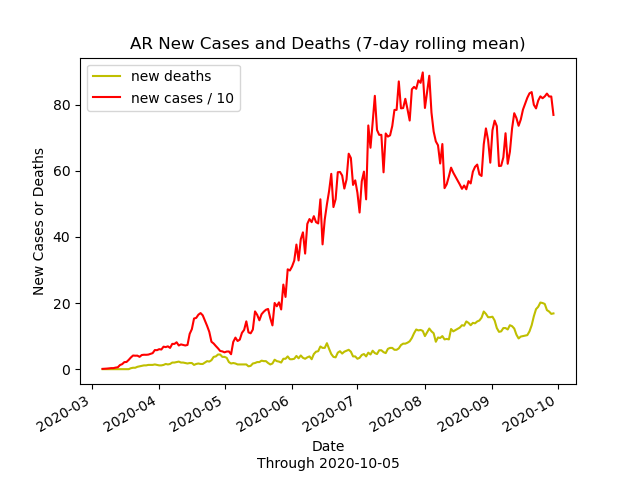 AR New Cases and Deaths (7-day rolling mean)
new deaths
new cases / 10
New Cases or Deaths
80
60
40
20
0
2020-03
2020-04
2020-05
2020-06
2020-07
2020-08
2020-09
2020-10
Date
Through 2020-10-05